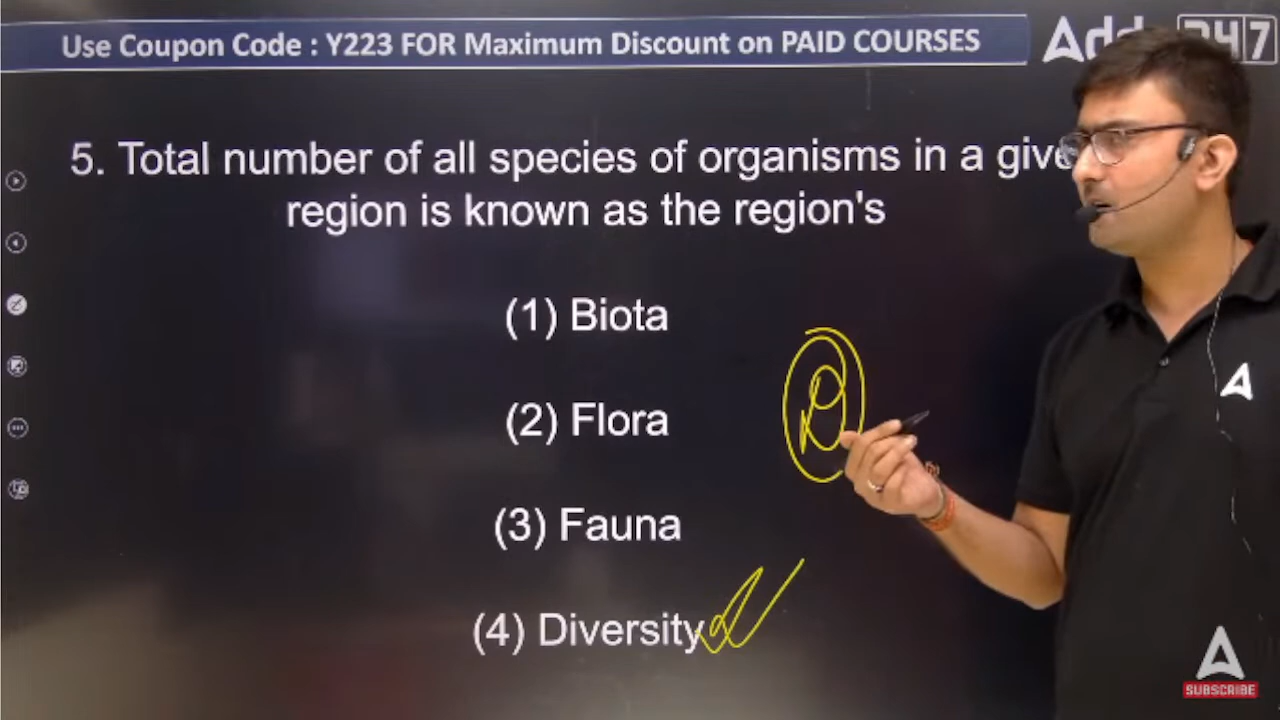 Use Coupon Code : Y223 FOR Maximum Discount on PAID COURSES
5. Total number of all species of organisms in a give
region is known as the region's
(1) Biota
(2) Flora
(3) Fauna
(4) Diversity
D
SUBSCRIBE